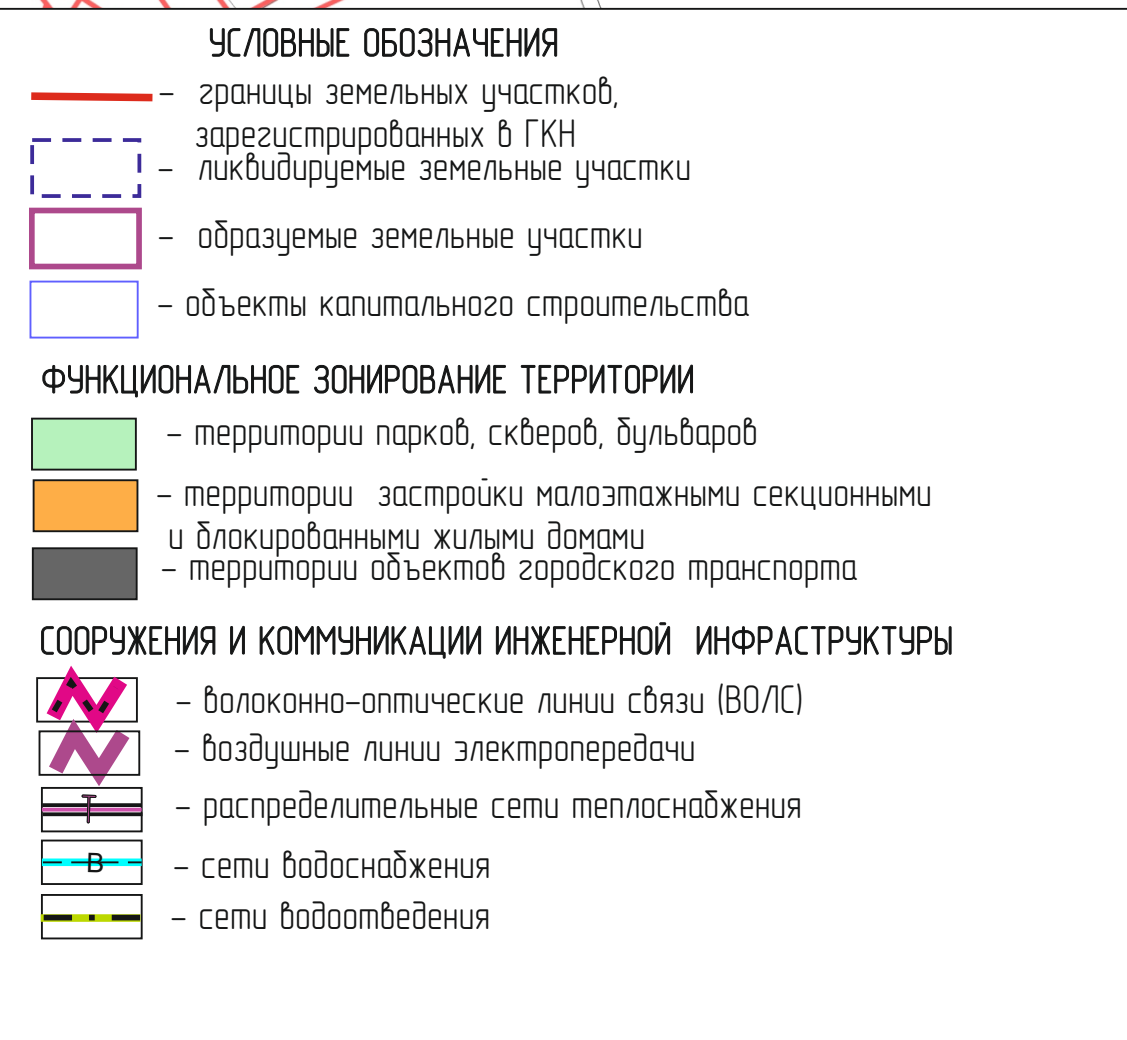 УСЛОВНЫЕ ОБОЗНАЧЕНИЯ
– границы земельных участков,
зарегистрированных в ГКН
– ликвидируемые земельные участки
– образуемые земельные участки
– объекты капитального строительства
ФУНКЦИОНАЛЬНОЕ ЗОНИРОВАНИЕ ТЕРРИТОРИИ
– территории парков, скверов, бульваров
– территории застройки малоэтажными секционными
и блокированными жилыми домами
– территории объектов городского транспорта
СООРУЖЕНИЯ И КОММУНИКАЦИИ ИНЖЕНЕРНОЙ ИНФРАСТРУКТУРЫ
– волоконно-оптические линии связи (ВОЛС)
– воздушные линии электропередачи
Т – распределительные сети теплоснабжения
В – сети водоснабжения
– сети водоотведения